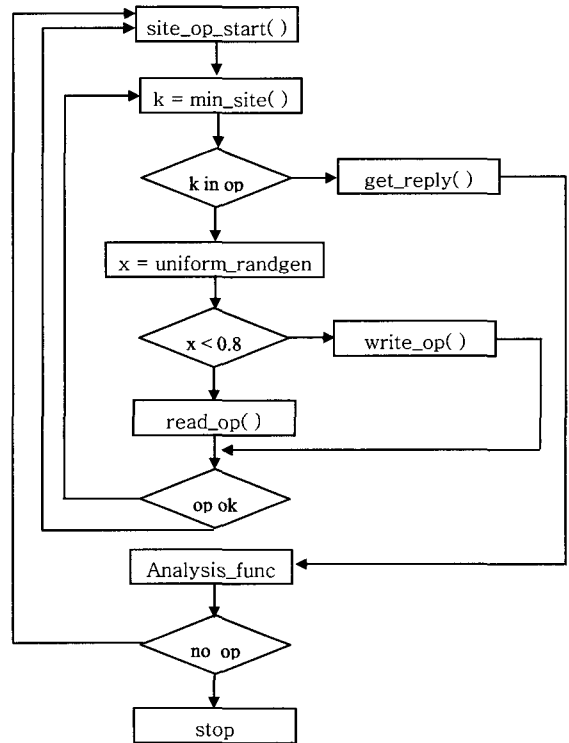 site_op_start( )
k = min_site( )
k in op
get_reply( )
x = uniform_randgen
x < 0.8
write_op( )
read_op( )
op ok
Analysis_func
no op
stop